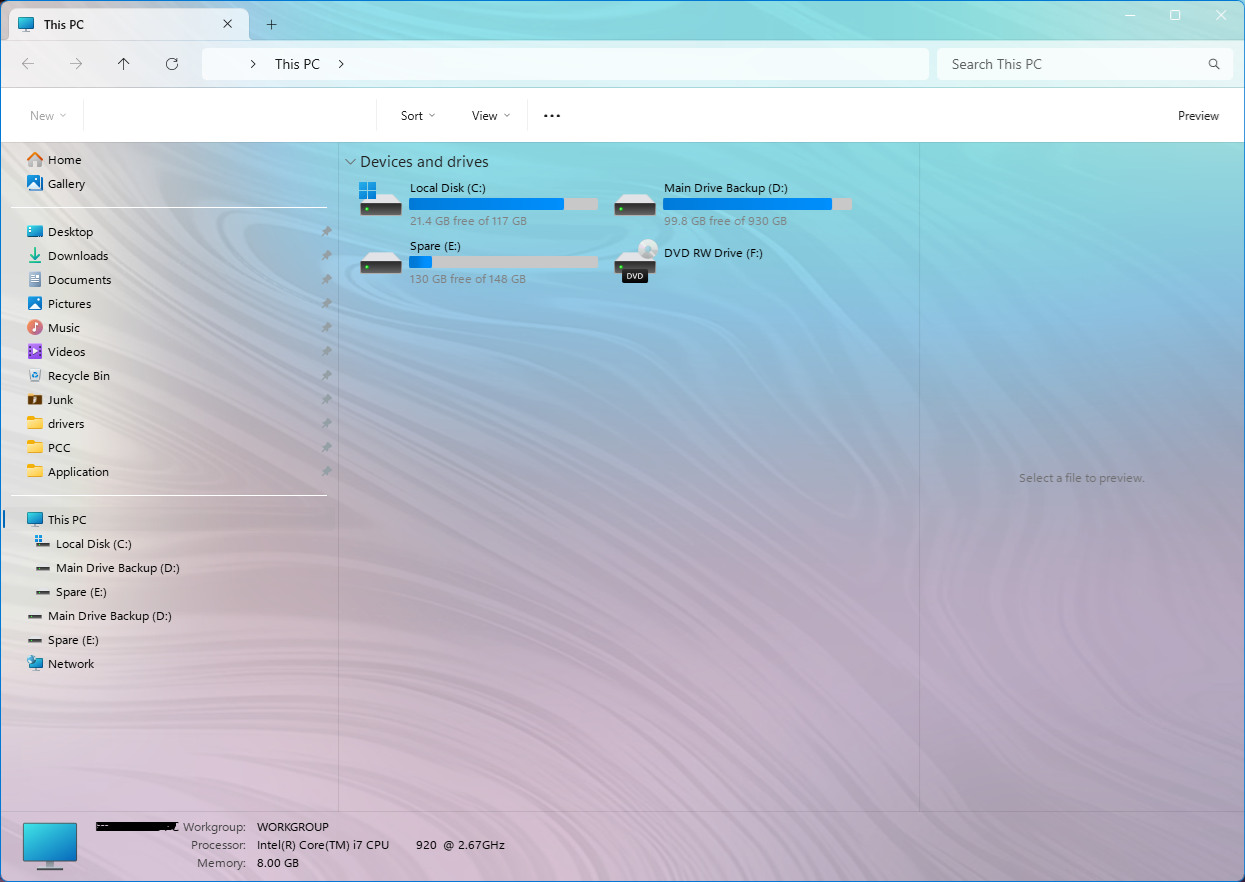 This PC
This PC
Search This PC
New
Sort
View
Preview
Home
Gallery
Desktop
Downloads
Documents
Pictures
Music
Videos
Recycle Bin
Junk
drivers
PCC
Application
This PC
Local Disk (C:)
Main Drive Backup (D:)
Spare (E:)
Main Drive Backup (D:)
Spare (E:)
Network
Devices and drives
Local Disk (C:)
21.4 GB free of 117 GB
Main Drive Backup (D:)
99.8 GB free of 930 GB
Spare (E:)
130 GB free of 148 GB
DVD RW Drive (F:)
DVD
Select a file to preview.
Workgroup: WORKGROUP
Processor: Intel(R) Core(TM) i7 CPU 920 @ 2.67GHz
Memory: 8.00 GB